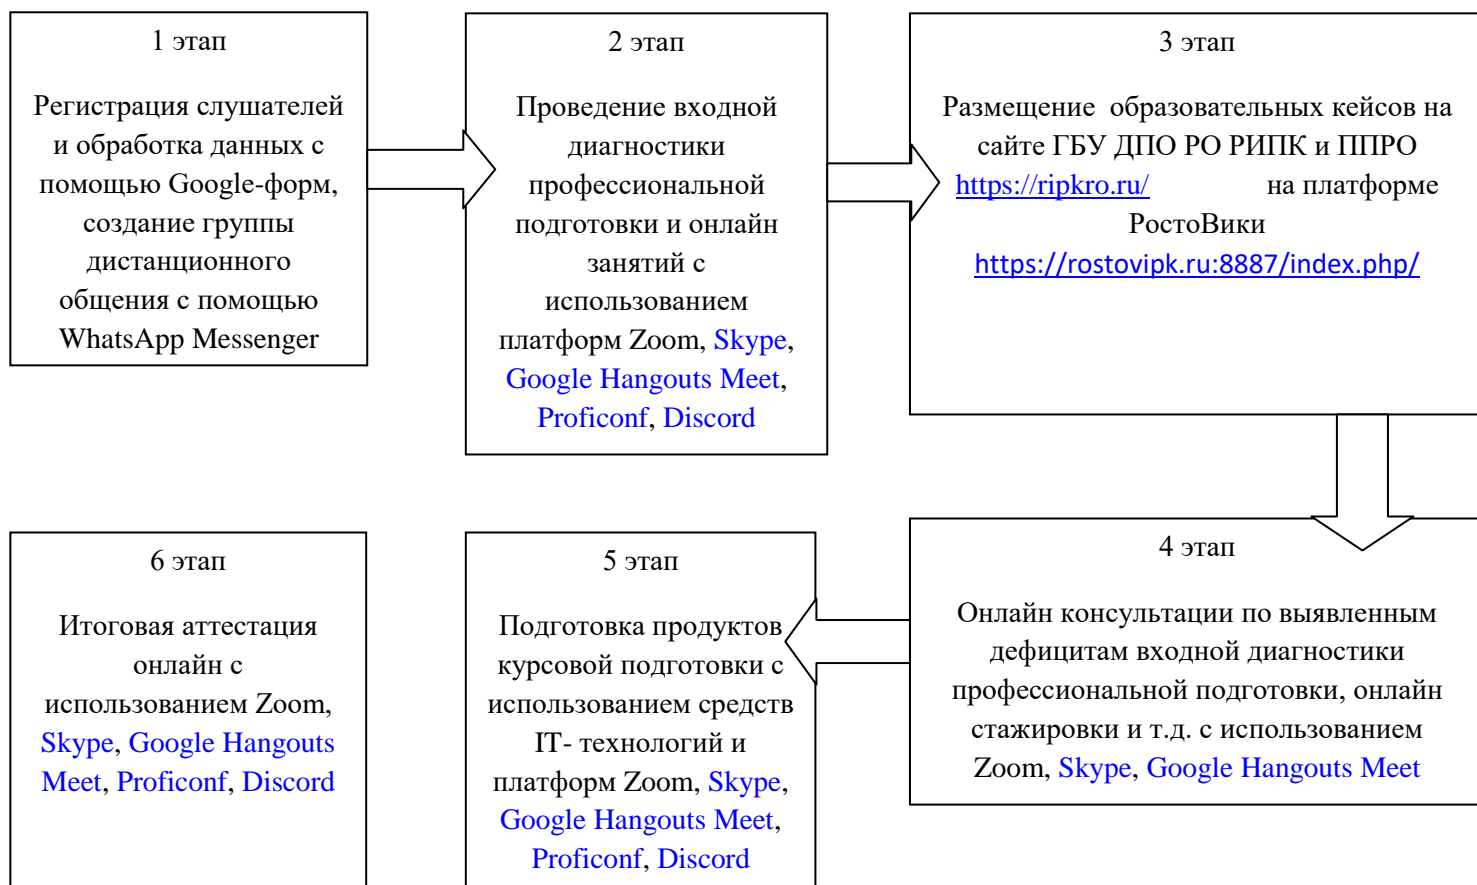 1 этап
Регистрация слушателей
и обработка данных с
помощью Google-форм,
создание группы
дистанционного
общения с помощью
WhatsApp Messenger
2 этап
Проведение входной
диагностики
профессиональной
подготовки и онлайн
занятий с
использованием
платформ Zoom, Skype,
Google Hangouts Meet,
Proficonf, Discord
3 этап
Размещение образовательных кейсов на
сайте ГБУ ДПО РО РИПК и ППРО
https://ripkro.ru/ на платформе
РостоВики
https://rostovipk.ru:8887/index.php/
4 этап
Онлайн консультации по выявленным
дефицитам входной диагностики
профессиональной подготовки, онлайн
стажировки и т.д. с использованием
Zoom, Skype, Google Hangouts Meet
5 этап
Подготовка продуктов
курсовой подготовки с
использованием средств
IT- технологий и
платформ Zoom, Skype,
Google Hangouts Meet,
Proficonf, Discord
6 этап
Итоговая аттестация
онлайн с
использованием Zoom,
Skype, Google Hangouts
Meet, Proficonf, Discord